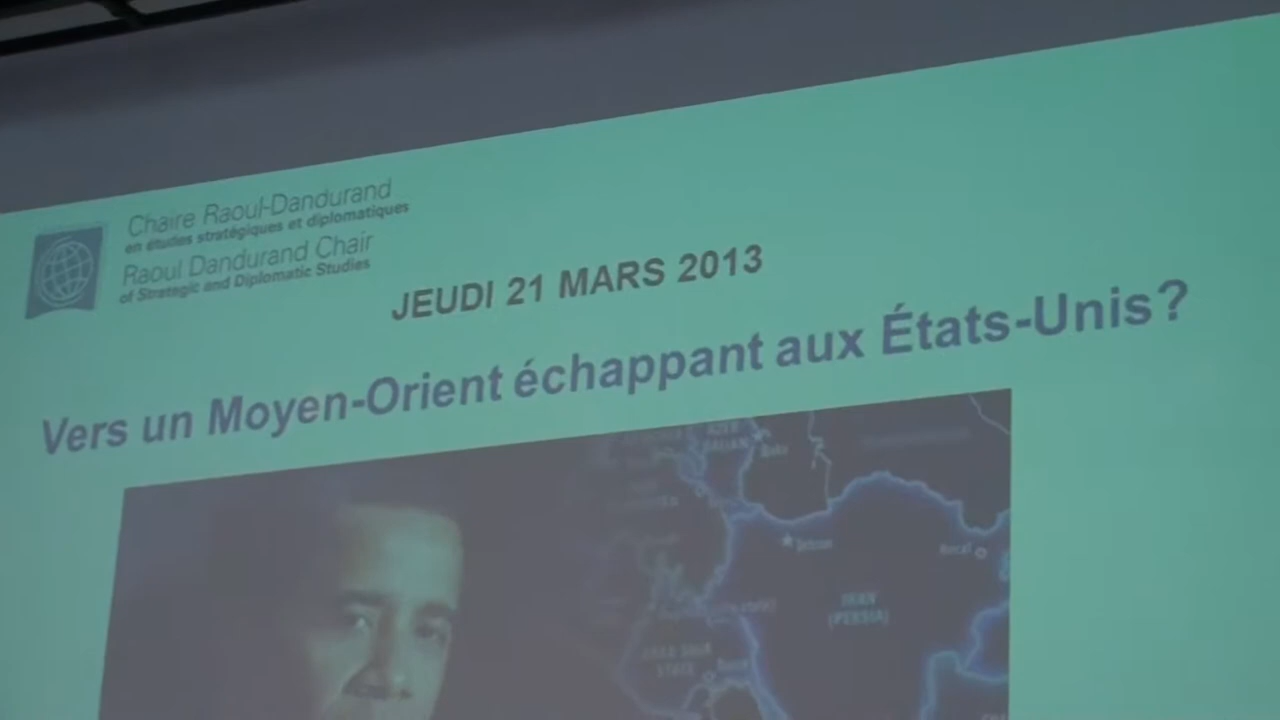 Chaire Raoul-Dandurand
en études stratégiques et diplomatiques
Raoul Dandurand Chair
of Strategic and Diplomatic Studies
JEUDI 21 MARS 2013
Vers un Moyen-Orient échappant aux États-Unis?
IRAN
(PERSIA)